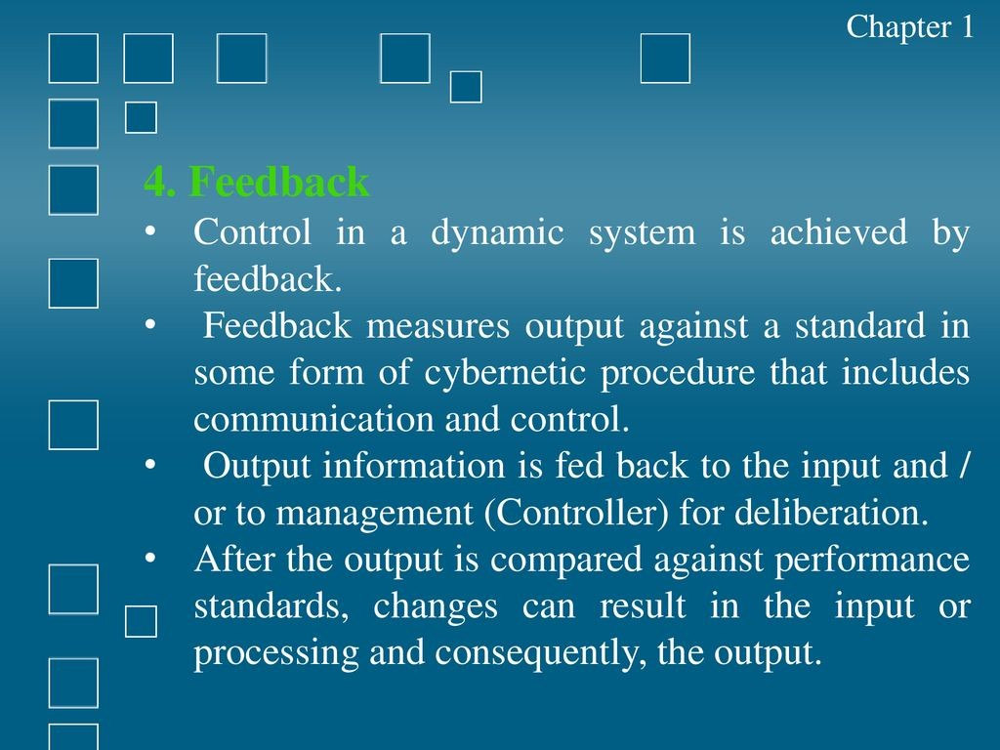 Chapter 1
4. Feedback
• Control in a dynamic system is achieved by
feedback.
• Feedback measures output against a standard in
some form of cybernetic procedure that includes
communication and control.
• Output information is fed back to the input and /
or to management (Controller) for deliberation.
• After the output is compared against performance
standards, changes can result in the input or
processing and consequently, the output.